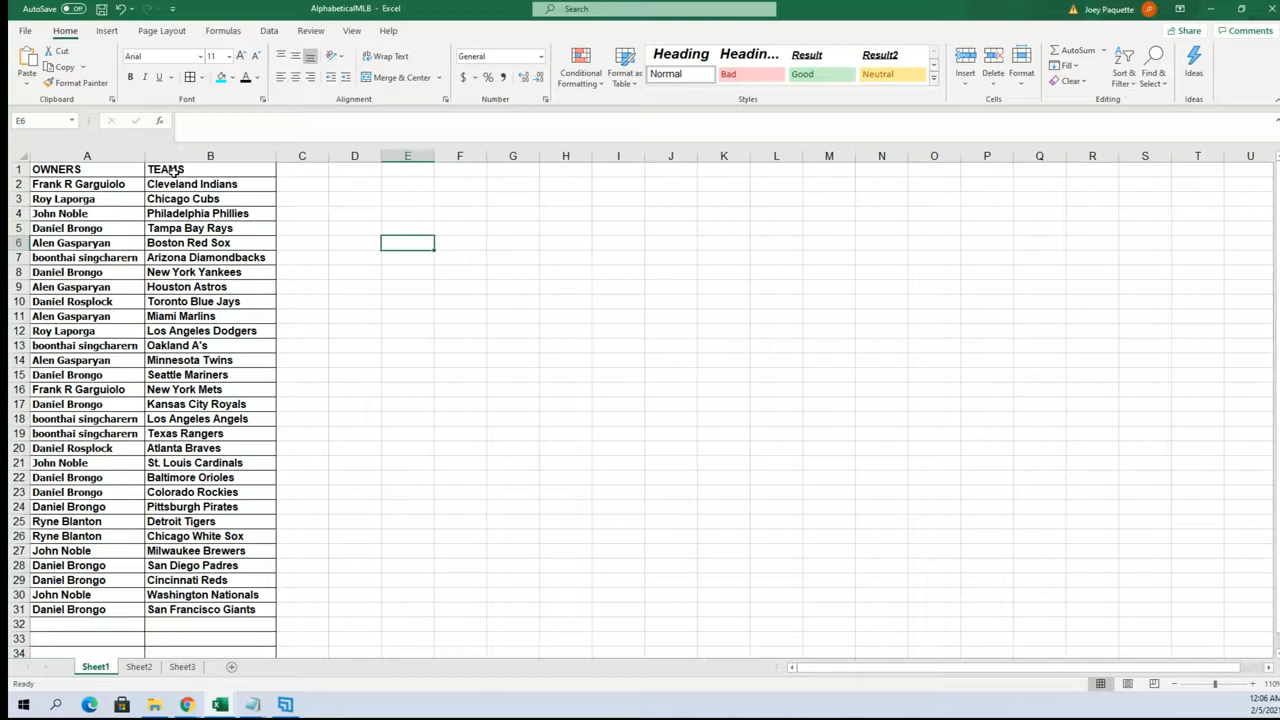 AutoSave Off AlphabeticalMLB - Excel Search Joey Paquette JP
File Home Insert Page Layout Formulas Data Review View Help Share Comments
Paste Cut Copy Format Painter Clipboard
Arial 11 B I U A Font
Wrap Text Merge & Center Alignment
General $ % Number
Conditional Formatting Format as Table
Heading Headin... Result Result2
Normal Bad Good Neutral
Styles
Insert Delete Format Cells
AutoSum Fill Clear Sort & Filter Find & Select Editing
Ideas Ideas
E6 fx
A B C D E F G H I J K L M N O P Q R S T U
1 OWNERS TEAMS
2 Frank R Garguiolo Cleveland Indians
3 Roy Laporga Chicago Cubs
4 John Noble Philadelphia Phillies
5 Daniel Brongo Tampa Bay Rays
6 Alen Gasparyan Boston Red Sox
7 boonthai singcharern Arizona Diamondbacks
8 Daniel Brongo New York Yankees
9 Alen Gasparyan Houston Astros
10 Daniel Rosplock Toronto Blue Jays
11 Alen Gasparyan Miami Marlins
12 Roy Laporga Los Angeles Dodgers
13 boonthai singcharern Oakland A's
14 Alen Gasparyan Minnesota Twins
15 Daniel Brongo Seattle Mariners
16 Frank R Garguiolo New York Mets
17 Daniel Brongo Kansas City Royals
18 boonthai singcharern Los Angeles Angels
19 boonthai singcharern Texas Rangers
20 Daniel Rosplock Atlanta Braves
21 John Noble St. Louis Cardinals
22 Daniel Brongo Baltimore Orioles
23 Daniel Brongo Colorado Rockies
24 Daniel Brongo Pittsburgh Pirates
25 Ryne Blanton Detroit Tigers
26 Ryne Blanton Chicago White Sox
27 John Noble Milwaukee Brewers
28 Daniel Brongo San Diego Padres
29 Daniel Brongo Cincinnati Reds
30 John Noble Washington Nationals
31 Daniel Brongo San Francisco Giants
32
33
34
Sheet1 Sheet2 Sheet3
Ready 110%
12:06 AM
2/5/2021